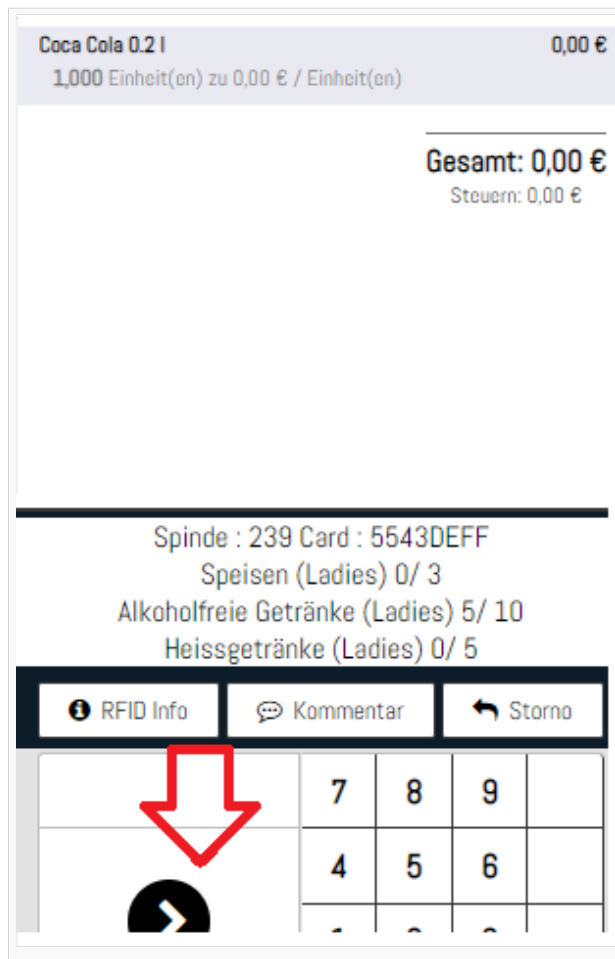 Coca Cola 0.2 l 0,00 €
1,000 Einheit(en) zu 0,00 € / Einheit(en)
Gesamt: 0,00 €
Steuern: 0,00 €
Spinde : 239 Card : 5543DEFF
Speisen (Ladies) 0/ 3
Alkoholfreie Getränke (Ladies) 5/ 10
Heissgetränke (Ladies) 0/ 5
RFID Info Kommentar Storno
7 8 9
4 5 6